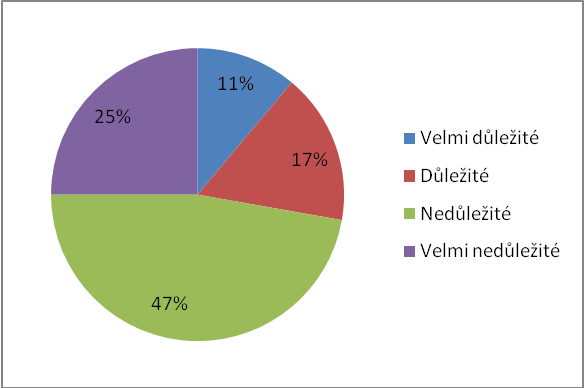 11%
17%
47%
25%
Velmi důležité
Důležité
Nedůležité
Velmi nedůležité